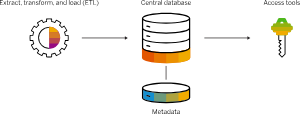 Extract, transform, and load (ETL)
Central database
Access tools
Metadata